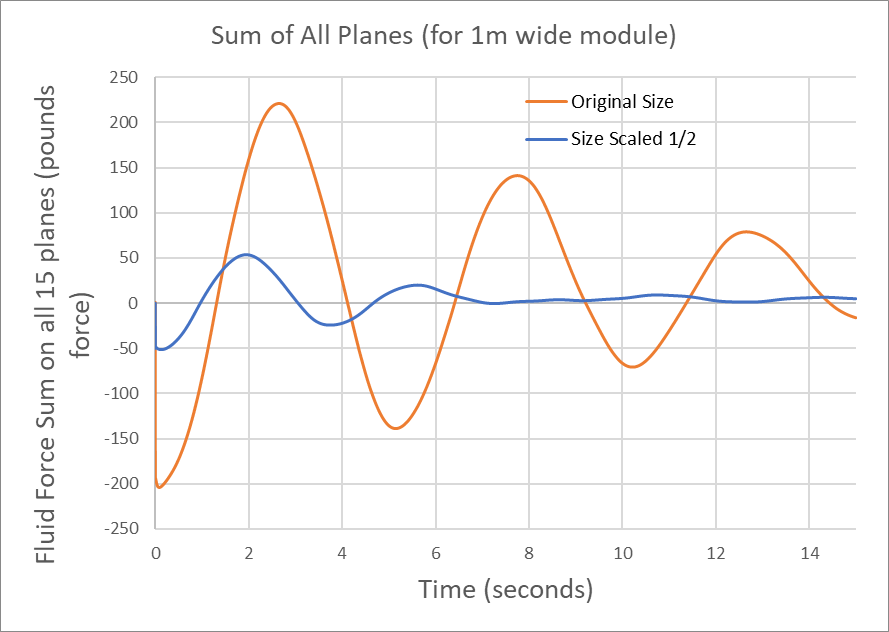 Sum of All Planes (for 1m wide module)
Fluid Force Sum on all 15 planes (pounds
force)
250
200
150
100
50
0
-50
-100
-150
-200
-250
Original Size
Size Scaled 1/2
0 2 4 6 8 10 12 14
Time (seconds)